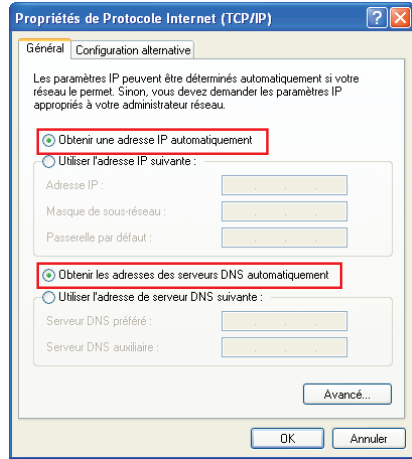 Propriétés de Protocole Internet (TCP/IP)
Général
Configuration alternative
Les paramètres IP peuvent être déterminés automatiquement si votre
réseau le permet. Sinon, vous devez demander les paramètres IP
appropriés à votre administrateur réseau.
Obtenir une adresse IP automatiquement
Utiliser l'adresse IP suivante :
Adresse IP :
Masque de sous-réseau :
Passerelle par défaut :
Obtenir les adresses des serveurs DNS automatiquement
Utiliser l'adresse de serveur DNS suivante :
Serveur DNS préféré :
Serveur DNS auxiliaire :
Avancé...
OK
Annuler